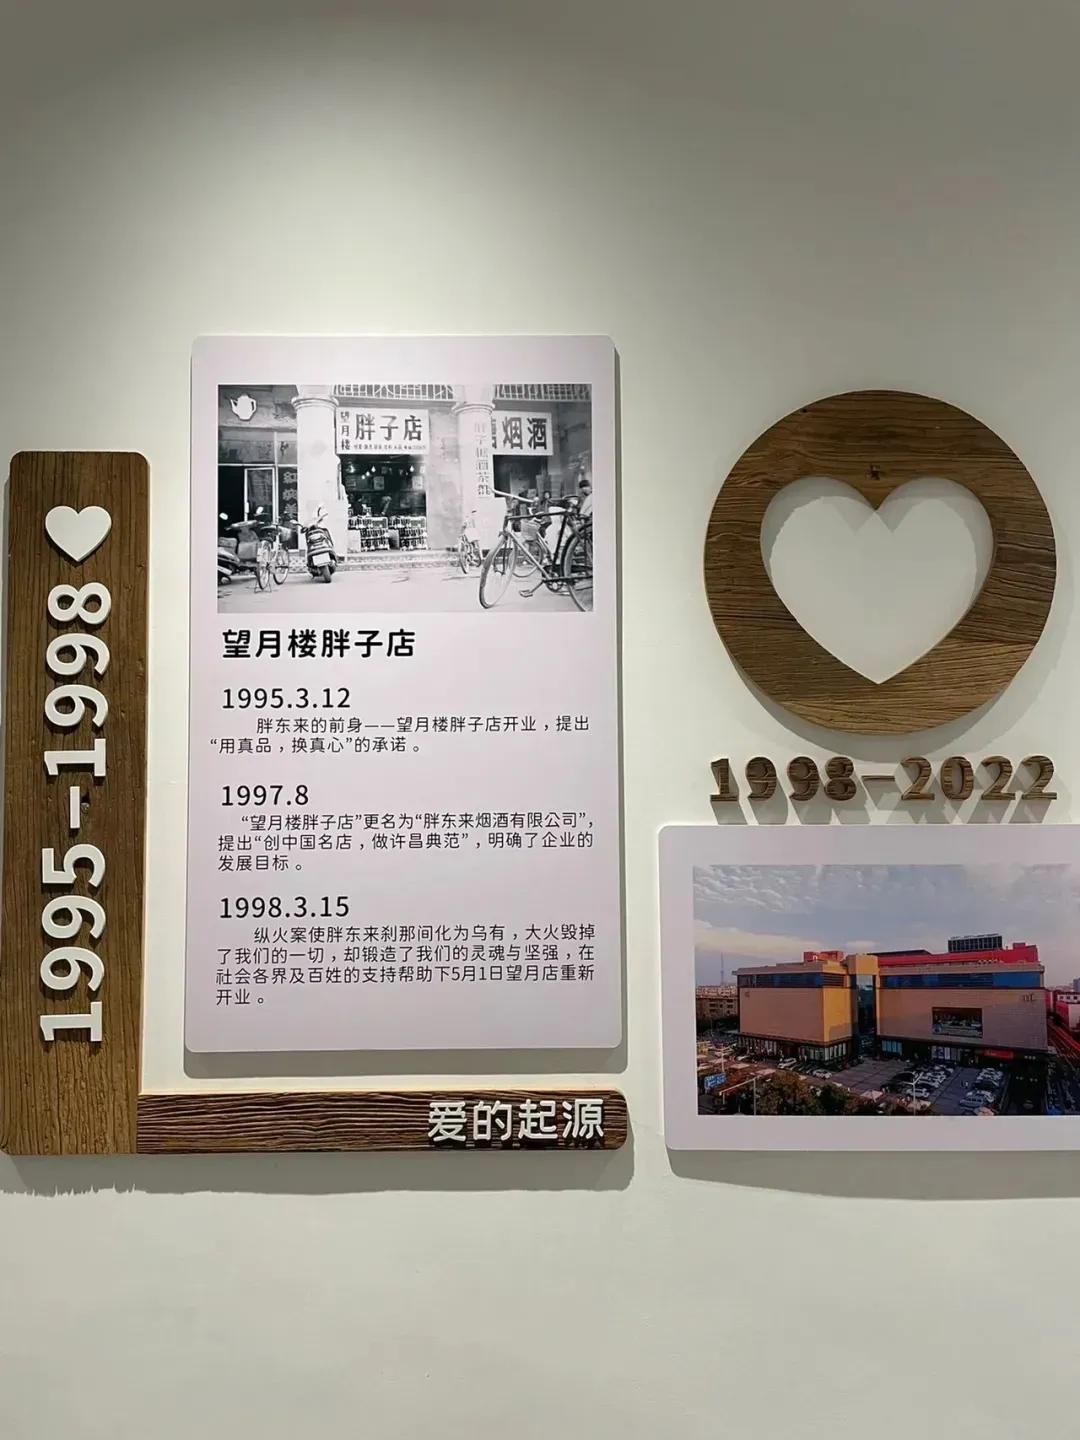 1995-1998
望月楼
胖子店
烟酒
望月楼胖子店
1995.3.12
胖东来的前身——望月楼胖子店开业，提出
“用真品，换真心”的承诺。
1997.8
“望月楼胖子店”更名为“胖东来烟酒有限公司”，
提出“创中国名店，做许昌典范”，明确了企业的
发展目标。
1998.3.15
纵火案使胖东来刹那间化为乌有，大火毁掉
了我们的一切，却锻造了我们的灵魂与坚强，在
社会各界及百姓的支持帮助下5月1日望月店重新
开业。
爱的起源
1998-2022